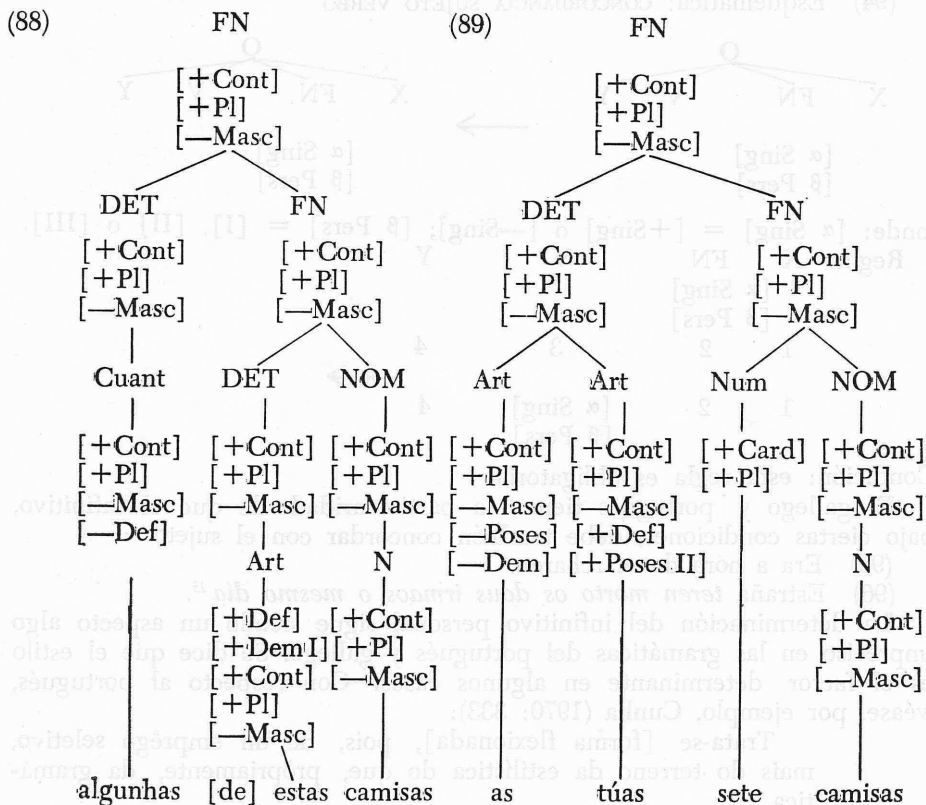 (88) FN (89) FN
[+Cont] [+Cont]
[+Pl] [+Pl]
[—Masc] [—Masc]
DET FN DET FN
[+Cont] [+Cont] [+Cont] [+Cont]
[+Pl] [+Pl] [+Pl] [+Pl]
[—Masc] [—Masc] [—Masc] [—Masc]
Cuant DET NOM Art Art Num NOM
[+Cont] [+Cont] [+Cont] [+Cont] [+Cont] [+Card] [+Cont]
[+Pl] [+Pl] [+Pl] [+Pl] [+Pl] [+Pl] [+Pl]
[—Masc] [—Masc] [—Masc] [—Masc] [—Masc] [—Masc]
[—Def] [—Poses] [+Def]
[—Dem] [+Poses II]
Art N N
[+Def] [+Cont] [+Cont]
[+Dem I] [+Pl] [+Pl]
[+Cont] [—Masc] [—Masc]
[+Pl]
[—Masc]
algunhas [de] estas camisas as túas sete camisas